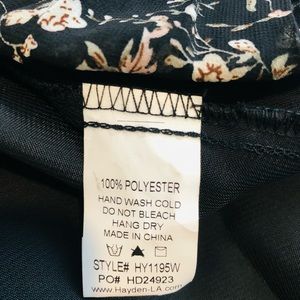 100% POLYESTER
HAND WASH COLD
DO NOT BLEACH
HANG DRY
MADE IN CHINA
STYLE# HY1195W
PO# HD24923
www.Hayden-LA.com